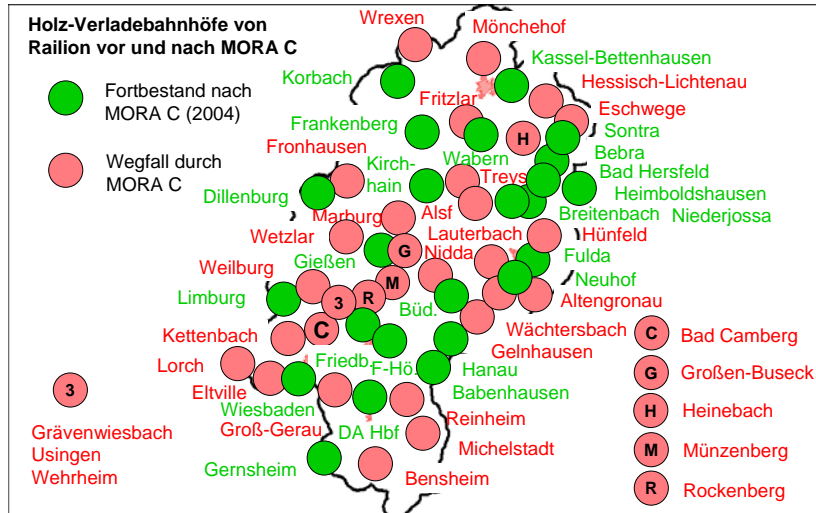 Holz-Verladebahnhöfe von
Railion vor und nach MORA C
Fortbestand nach
MORA C (2004)
Wegfall durch
MORA C
Wrexen
Mönchehof
Kassel-Bettenhausen
Korbach
Hessisch-Lichtenau
Fritzlar
Eschwege
Frankenberg
Sontra
H
Fronhausen
Bebra
Wabern
Kirch-
hain
Treys
Bad Hersfeld
Dillenburg
Heimboldshausen
Marburg
Alsf
Breitenbach
Niederjossa
Wetzlar
Lauterbach
Hünfeld
Gießen
G
Nidda
Fulda
Weilburg
M
Neuhof
Limburg
3
R
Büd.
Altengronau
Kettenbach
C
Wächtersbach
Gelnhausen
Lorch
Friedb.
F-Hö.
Hanau
Eltville
Babenhausen
Wiesbaden
Groß-Gerau
DA Hbf
Reinheim
Michelstadt
Gernsheim
Bensheim
3
Grävenwiesbach
Usingen
Wehrheim
C Bad Camberg
G Großen-Buseck
H Heinebach
M Münzenberg
R Rockenberg